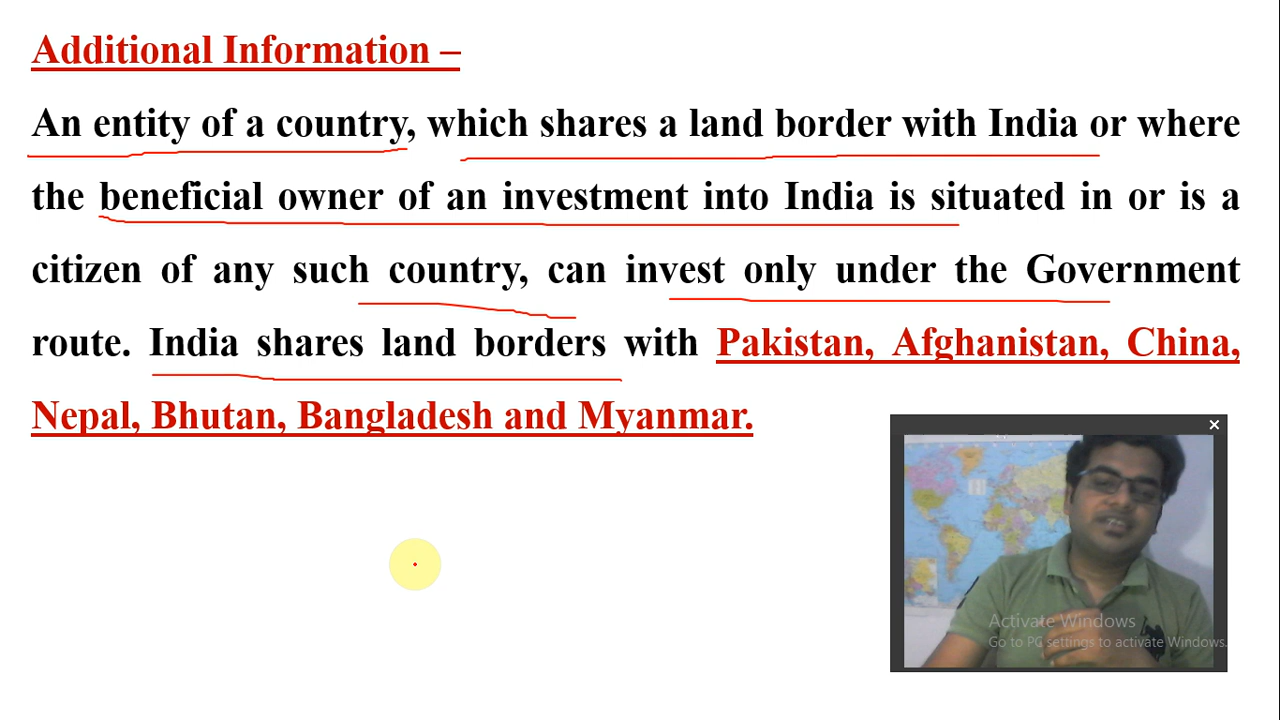 Additional Information –
An entity of a country, which shares a land border with India or where
the beneficial owner of an investment into India is situated in or is a
citizen of any such country, can invest only under the Government
route. India shares land borders with Pakistan, Afghanistan, China,
Nepal, Bhutan, Bangladesh and Myanmar.
Activate Windows
Go to PC settings to activate Windows.